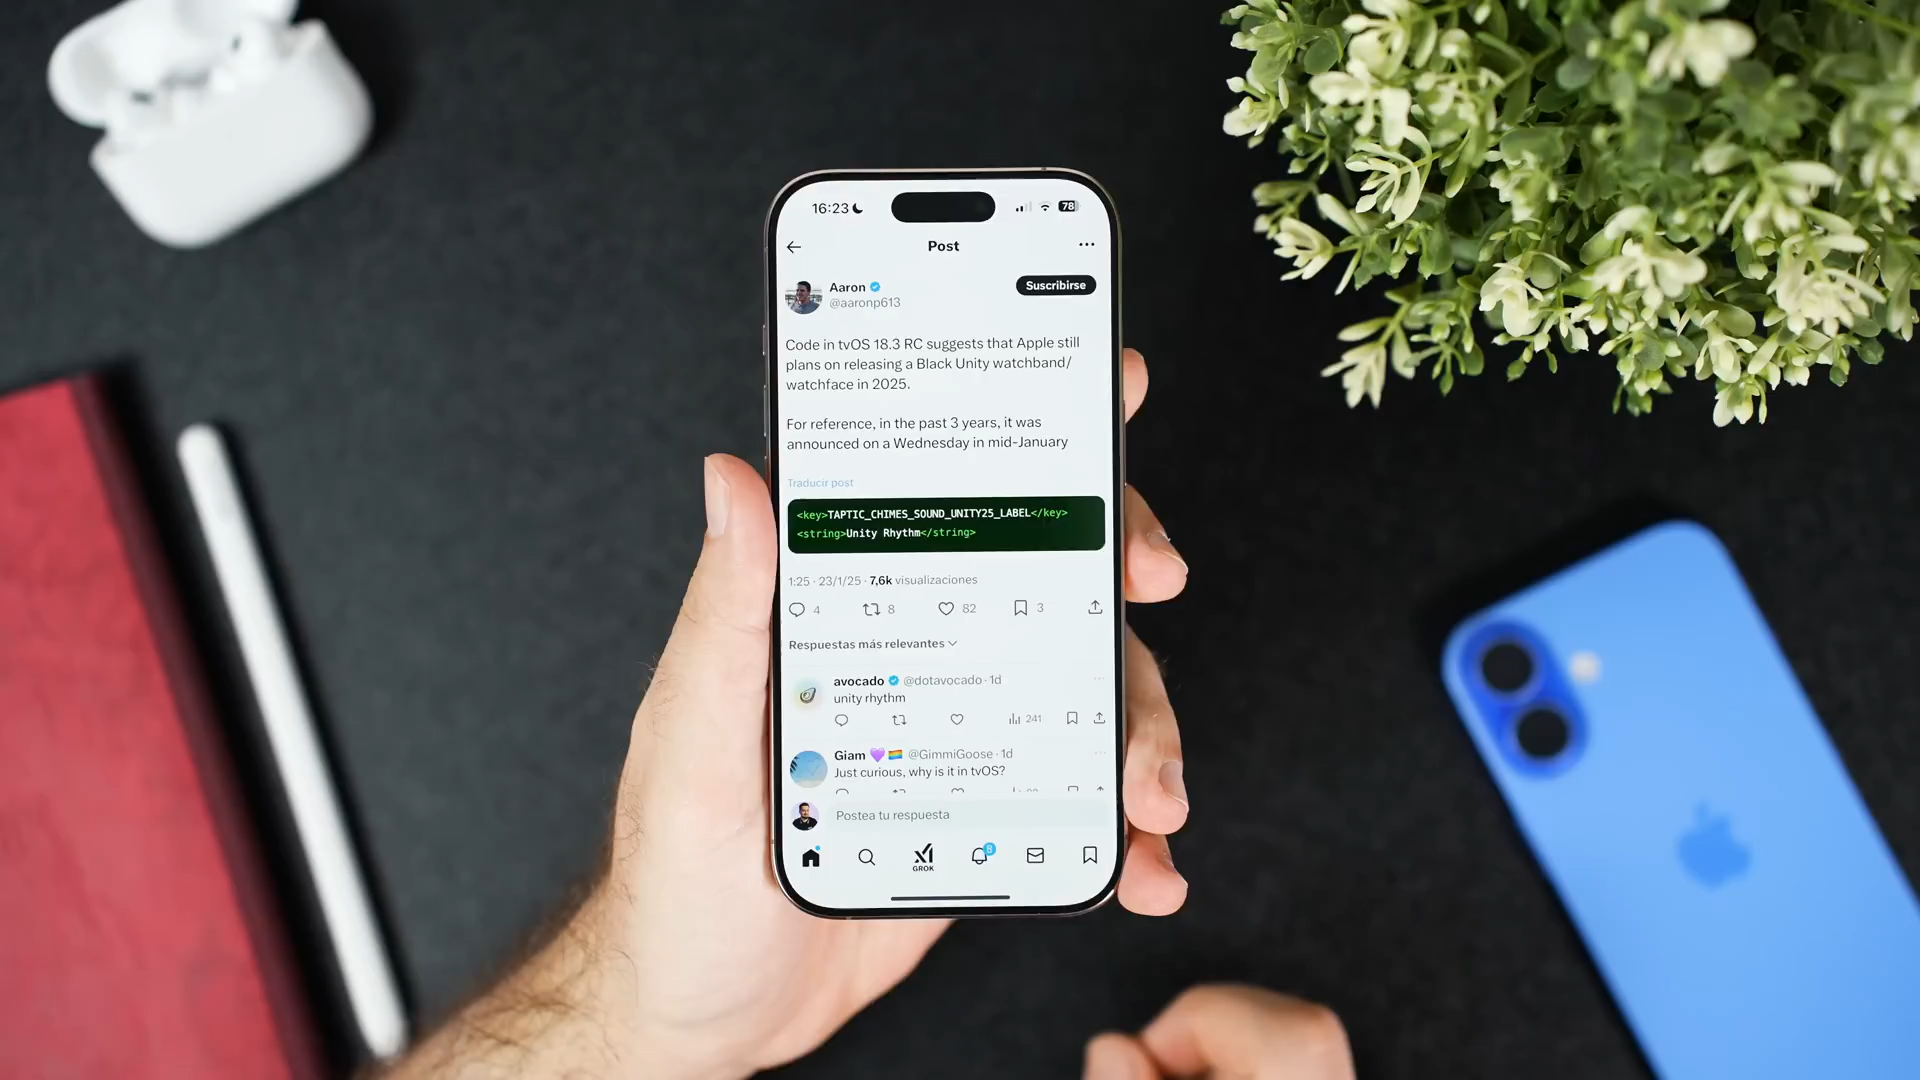 16:23
78
Post
Aaron
@aaronp613
Suscribirse
Code in tvOS 18.3 RC suggests that Apple still
plans on releasing a Black Unity watchband/
watchface in 2025.
For reference, in the past 3 years, it was
announced on a Wednesday in mid-January
Traducir post
<key>TAPTIC_CHIMES_SOUND_UNITY25_LABEL</key>
<string>Unity Rhythm</string>
1:25 · 23/1/25 · 7,6k visualizaciones
4 8 82 3
Respuestas más relevantes
avocado @dotavocado · 1d
unity rhythm
241
Giam 💜🏳️‍🌈 @GimmiGoose · 1d
Just curious, why is it in tvOS?
Postea tu respuesta
8
GROK